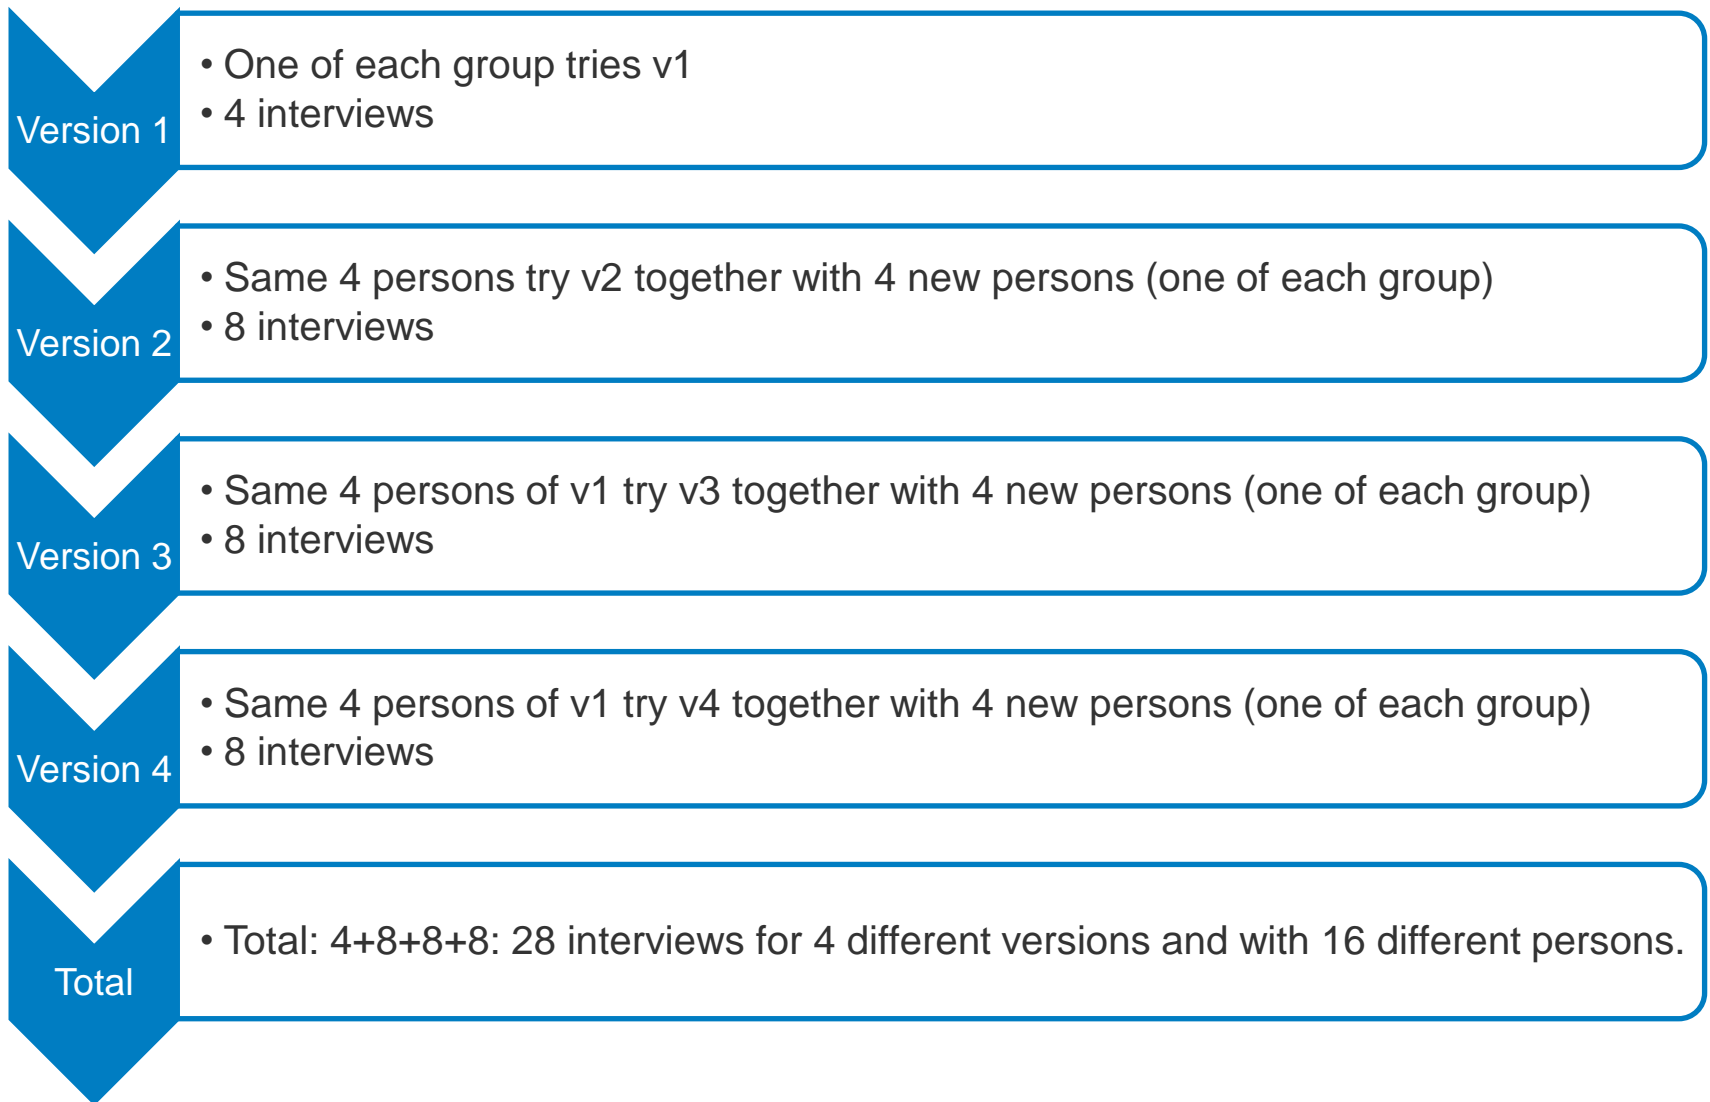 Version 1
• One of each group tries v1
• 4 interviews
Version 2
• Same 4 persons try v2 together with 4 new persons (one of each group)
• 8 interviews
Version 3
• Same 4 persons of v1 try v3 together with 4 new persons (one of each group)
• 8 interviews
Version 4
• Same 4 persons of v1 try v4 together with 4 new persons (one of each group)
• 8 interviews
Total
• Total: 4+8+8+8: 28 interviews for 4 different versions and with 16 different persons.